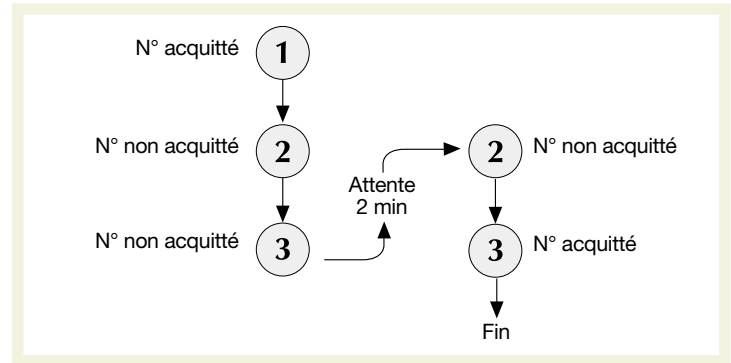 N° acquitté 1
N° non acquitté 2
N° non acquitté 3
Attente
2 min
2 N° non acquitté
3 N° acquitté
Fin